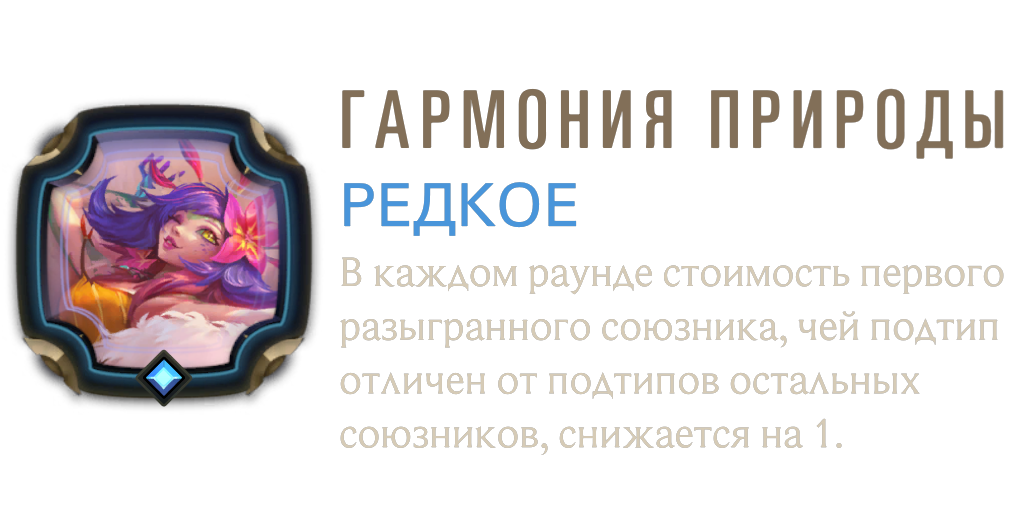 ГАРМОНИЯ ПРИРОДЫ
РЕДКОЕ
В каждом раунде стоимость первого
разыгранного союзника, чей подтип
отличен от подтипов остальных
союзников, снижается на 1.